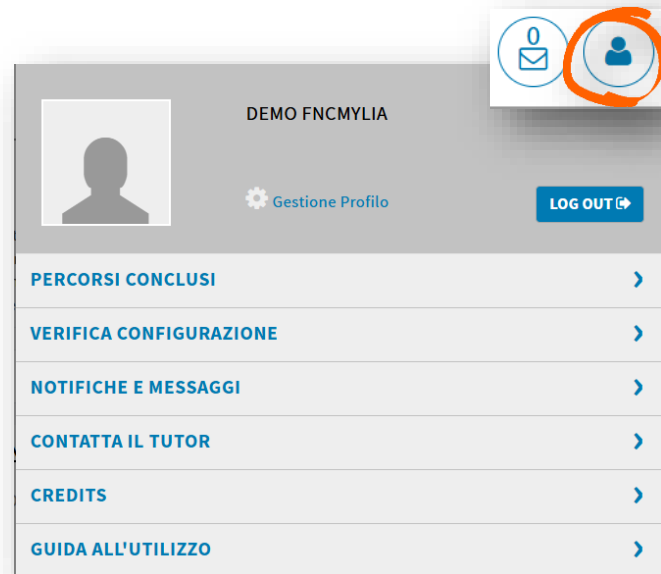 0
DEMO FNCMYLIA
Gestione Profilo
LOG OUT
PERCORSI CONCLUSI
VERIFICA CONFIGURAZIONE
NOTIFICHE E MESSAGGI
CONTATTA IL TUTOR
CREDITS
GUIDA ALL'UTILIZZO